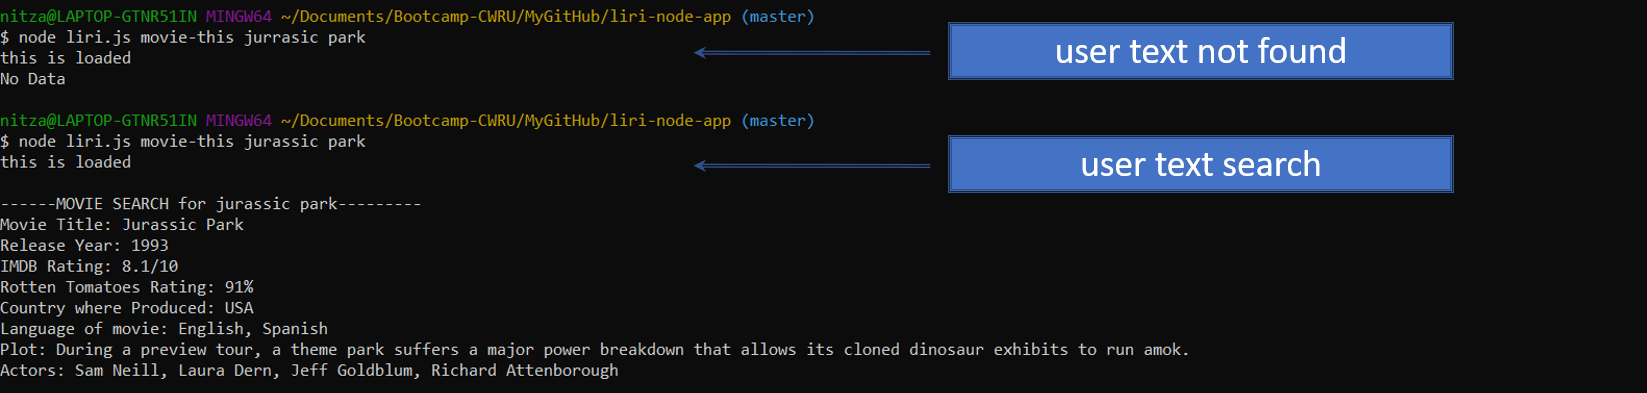 nitza@LAPTOP-GTNR51IN MINGW64 ~/Documents/Bootcamp-CWRU/MyGitHub/liri-node-app (master)
$ node liri.js movie-this jurrasic park
this is loaded
No Data
user text not found
nitza@LAPTOP-GTNR51IN MINGW64 ~/Documents/Bootcamp-CWRU/MyGitHub/liri-node-app (master)
$ node liri.js movie-this jurassic park
this is loaded
user text search
------MOVIE SEARCH for jurassic park---------
Movie Title: Jurassic Park
Release Year: 1993
IMDB Rating: 8.1/10
Rotten Tomatoes Rating: 91%
Country where Produced: USA
Language of movie: English, Spanish
Plot: During a preview tour, a theme park suffers a major power breakdown that allows its cloned dinosaur exhibits to run amok.
Actors: Sam Neill, Laura Dern, Jeff Goldblum, Richard Attenborough